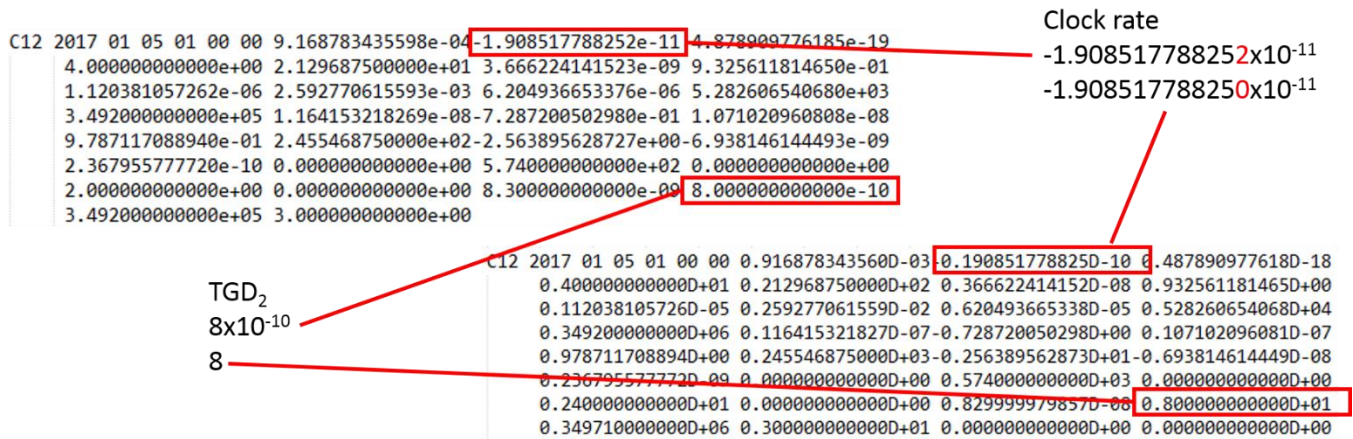 Clock rate
-1.908517788252x10-11
-1.908517788250x10-11
C12 2017 01 05 01 00 00 9.168783435598e-04-1.908517788252e-11 4.878909776185e-19
4.000000000000e+00 2.129687500000e+01 3.666224141523e-09 9.325611814650e-01
1.120381057262e-06 2.592770615593e-03 6.204936653376e-06 5.282606540680e+03
3.492000000000e+05 1.164153218269e-08-7.287200502980e-01 1.071020960808e-08
9.787117088940e-01 2.455468750000e+02-2.563895628727e+00-6.938146144493e-09
2.367955777720e-10 0.000000000000e+00 5.740000000000e+02 0.000000000000e+00
2.000000000000e+00 0.000000000000e+00 8.300000000000e-09 8.000000000000e-10
3.492000000000e+05 3.000000000000e+00
TGD2
8x10-10
8
C12 2017 01 05 01 00 00 0.916878343560D-03-0.190851778825D-10 0.487890977618D-18
0.400000000000D+01 0.212968750000D+02 0.366622414152D-08 0.932561181465D+00
0.112038105726D-05 0.259277061559D-02 0.620493665338D-05 0.528260654068D+04
0.349200000000D+06 0.116415321827D-07-0.728720050298D+00 0.107102096081D-07
0.978711708894D+00 0.245546875000D+03-0.256389562873D+01-0.693814614449D-08
0.236795577772D-09 0.000000000000D+00 0.574000000000D+03 0.000000000000D+00
0.240000000000D+01 0.000000000000D+00 0.829999979857D-08 0.800000000000D+01
0.349710000000D+06 0.300000000000D+01 0.000000000000D+00 0.000000000000D+00